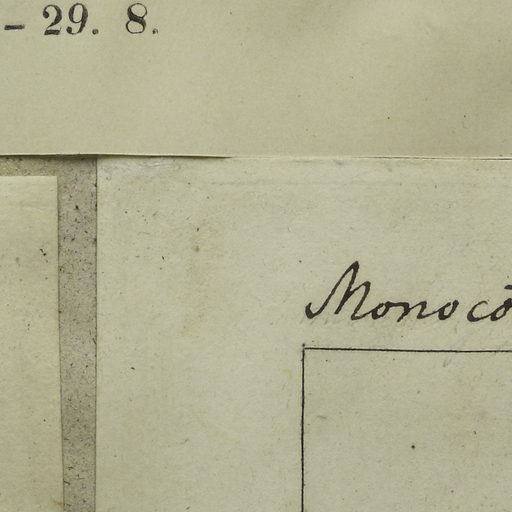 – 29. 8.
Monocō